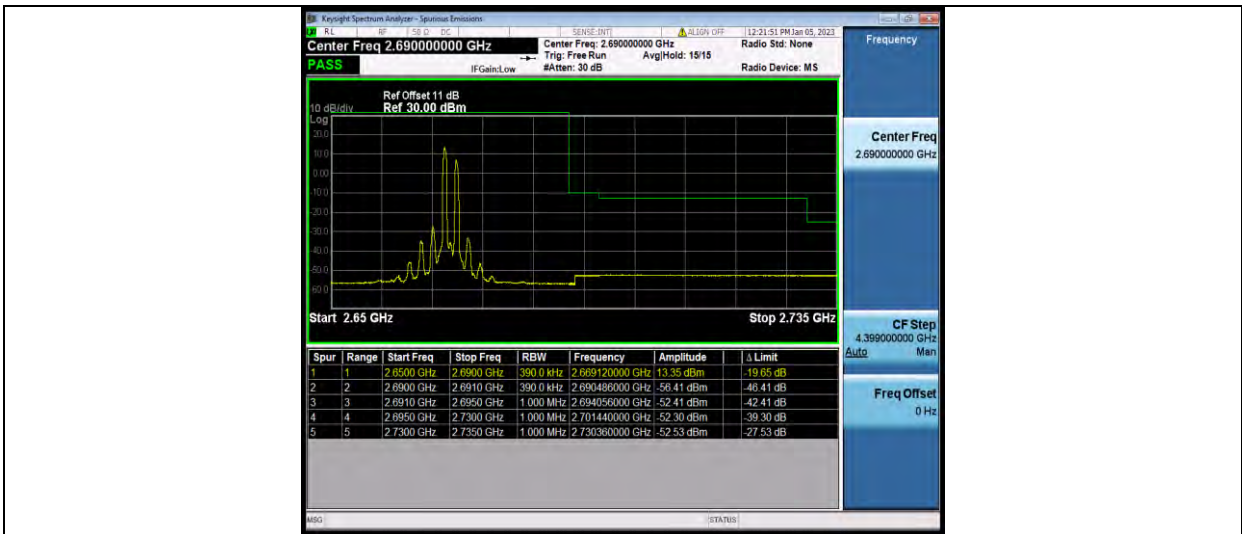 Keysight Spectrum Analyzer - Spurious Emissions
RL RF 50 Ω DC SENSE:INT ALIGN OFF 12:21:51 PM Jan 05, 2023
Center Freq 2.690000000 GHz Center Freq: 2.690000000 GHz Radio Std: None
Trig: Free Run Avg|Hold: 15/15
PASS IFGain:Low #Atten: 30 dB Radio Device: MS
Ref Offset 11 dB
10 dB/div Ref 30.00 dBm
Log
20.0
10.0
0.00
-10.0
-20.0
-30.0
-40.0
-50.0
-60.0
Start 2.65 GHz Stop 2.735 GHz
Spur Range Start Freq Stop Freq RBW Frequency Amplitude Δ Limit
1 1 2.6500 GHz 2.6900 GHz 390.0 kHz 2.669120000 GHz 13.35 dBm -19.65 dB
2 2 2.6900 GHz 2.6910 GHz 390.0 kHz 2.690486000 GHz -56.41 dBm -46.41 dB
3 3 2.6910 GHz 2.6950 GHz 1.000 MHz 2.694056000 GHz -52.41 dBm -42.41 dB
4 4 2.6950 GHz 2.7300 GHz 1.000 MHz 2.701440000 GHz -52.30 dBm -39.30 dB
5 5 2.7300 GHz 2.7350 GHz 1.000 MHz 2.730360000 GHz -52.53 dBm -27.53 dB
MSG STATUS
Frequency
Center Freq
2.690000000 GHz
CF Step
4.399000000 GHz
Auto Man
Freq Offset
0 Hz